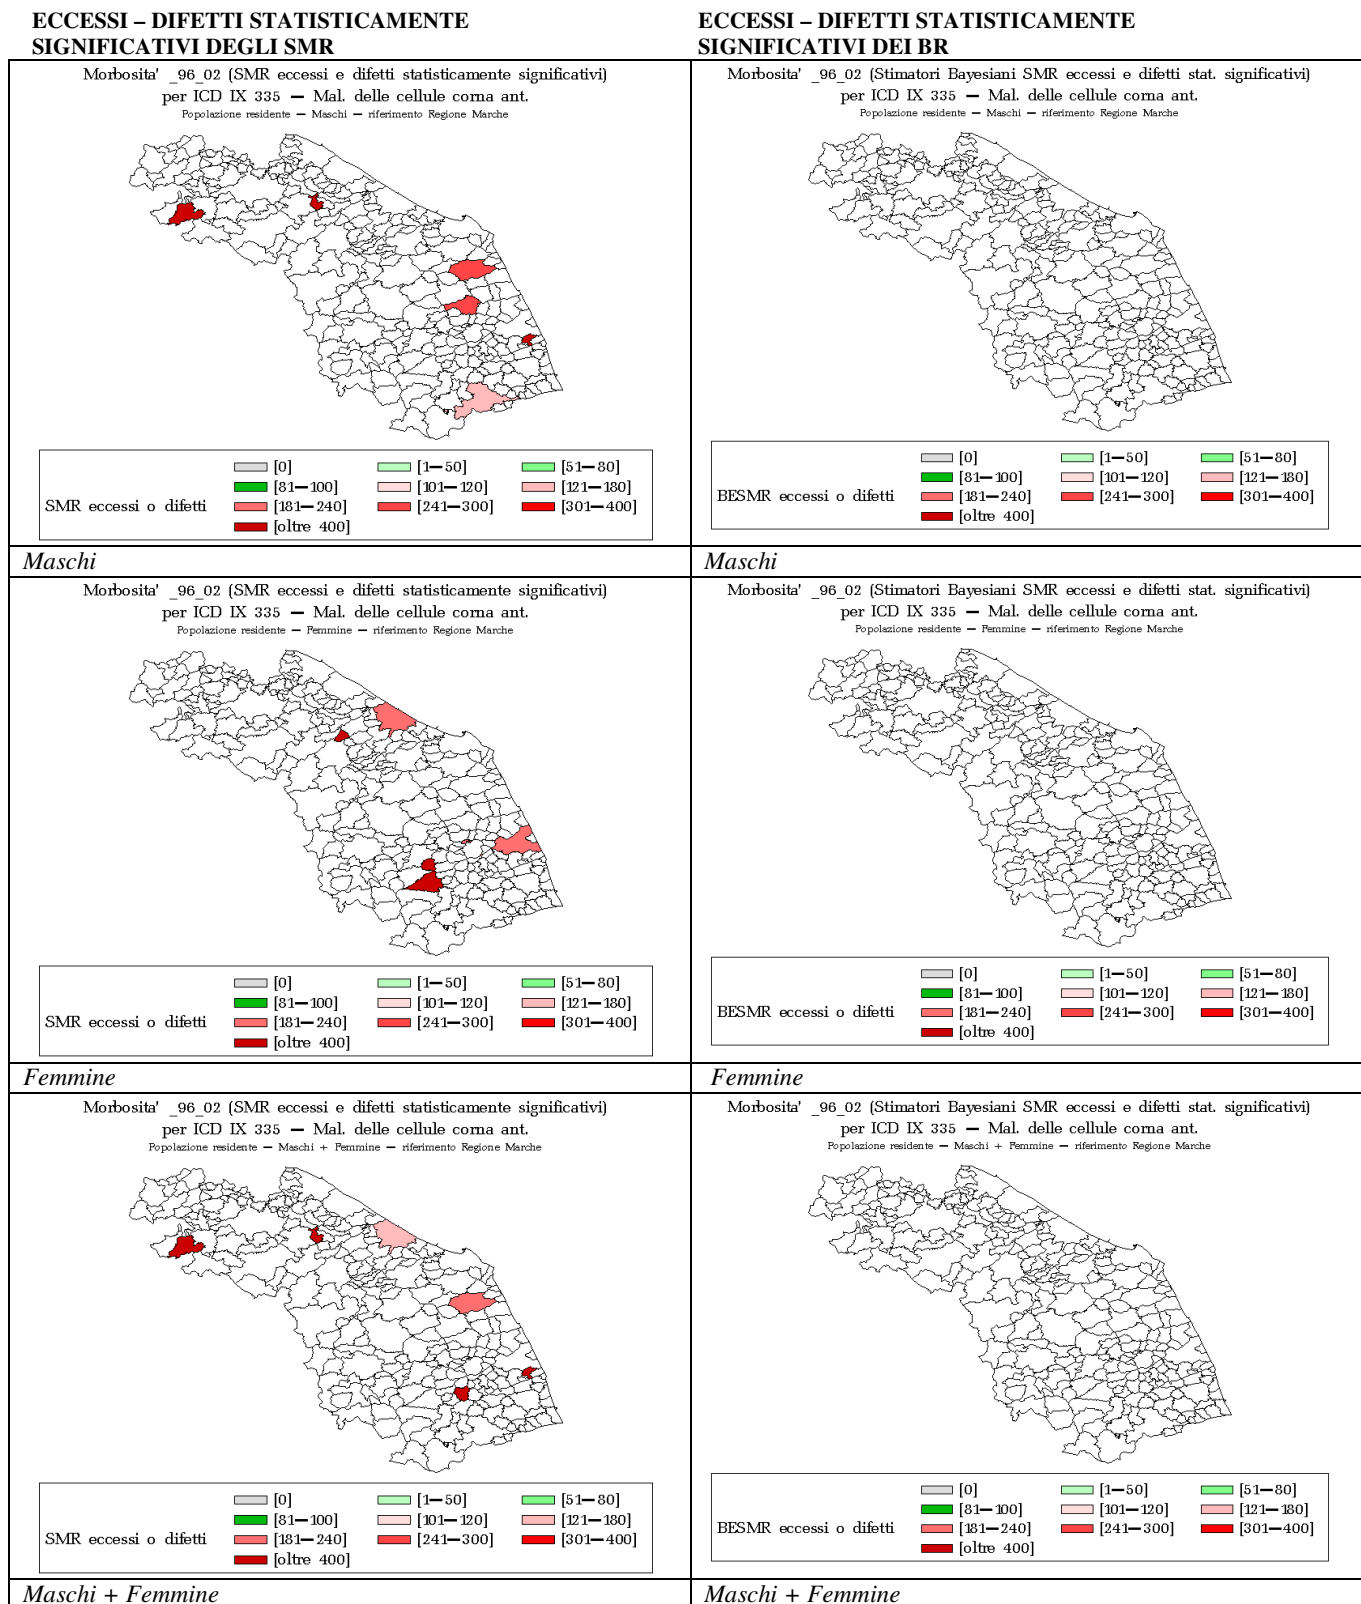 ECCESSI – DIFETTI STATISTICAMENTE
SIGNIFICATIVI DEGLI SMR
ECCESSI – DIFETTI STATISTICAMENTE
SIGNIFICATIVI DEI BR
Morbosita' _96_02 (SMR eccessi e difetti statisticamente significativi)
per ICD IX 335 — Mal. delle cellule corna ant.
Popolazione residente — Maschi — riferimento Regione Marche
[0] [1—50] [51—80]
[81—100] [101—120] [121—180]
SMR eccessi o difetti [181—240] [241—300] [301—400]
[oltre 400]
Maschi
Morbosita' _96_02 (Stimatori Bayesiani SMR eccessi e difetti stat. significativi)
per ICD IX 335 — Mal. delle cellule corna ant.
Popolazione residente — Maschi — riferimento Regione Marche
[0] [1—50] [51—80]
[81—100] [101—120] [121—180]
BESMR eccessi o difetti [181—240] [241—300] [301—400]
[oltre 400]
Maschi
Morbosita' _96_02 (SMR eccessi e difetti statisticamente significativi)
per ICD IX 335 — Mal. delle cellule corna ant.
Popolazione residente — Femmine — riferimento Regione Marche
[0] [1—50] [51—80]
[81—100] [101—120] [121—180]
SMR eccessi o difetti [181—240] [241—300] [301—400]
[oltre 400]
Femmine
Morbosita' _96_02 (Stimatori Bayesiani SMR eccessi e difetti stat. significativi)
per ICD IX 335 — Mal. delle cellule corna ant.
Popolazione residente — Femmine — riferimento Regione Marche
[0] [1—50] [51—80]
[81—100] [101—120] [121—180]
BESMR eccessi o difetti [181—240] [241—300] [301—400]
[oltre 400]
Femmine
Morbosita' _96_02 (SMR eccessi e difetti statisticamente significativi)
per ICD IX 335 — Mal. delle cellule corna ant.
Popolazione residente — Maschi + Femmine — riferimento Regione Marche
[0] [1—50] [51—80]
[81—100] [101—120] [121—180]
SMR eccessi o difetti [181—240] [241—300] [301—400]
[oltre 400]
Maschi + Femmine
Morbosita' _96_02 (Stimatori Bayesiani SMR eccessi e difetti stat. significativi)
per ICD IX 335 — Mal. delle cellule corna ant.
Popolazione residente — Maschi + Femmine — riferimento Regione Marche
[0] [1—50] [51—80]
[81—100] [101—120] [121—180]
BESMR eccessi o difetti [181—240] [241—300] [301—400]
[oltre 400]
Maschi + Femmine